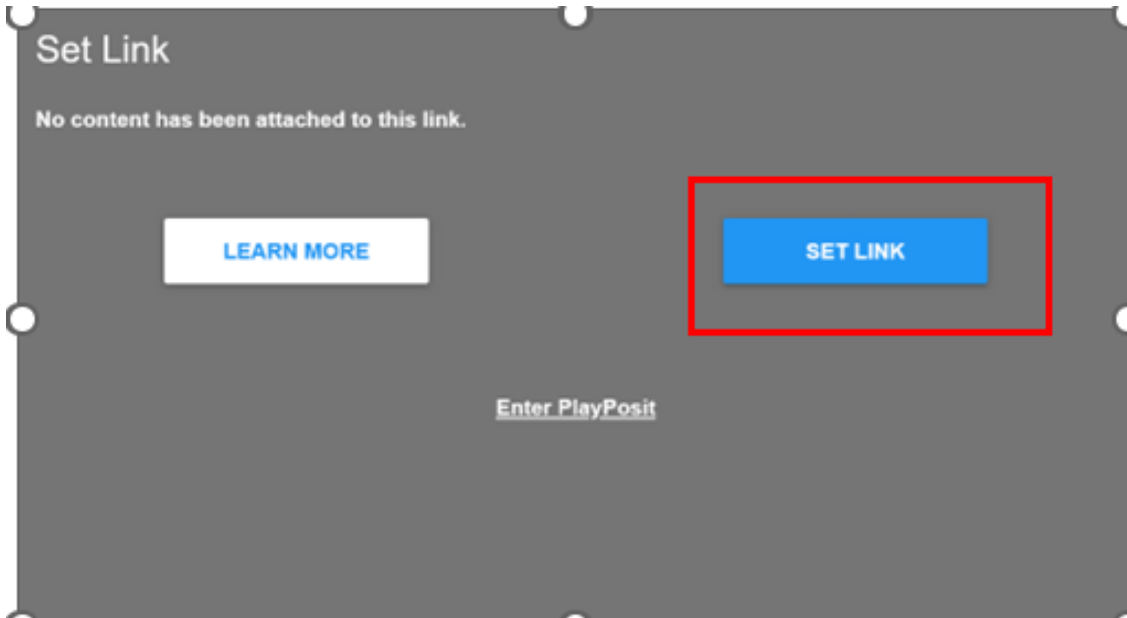 Set Link
No content has been attached to this link.
LEARN MORE
SET LINK
Enter PlayPosit